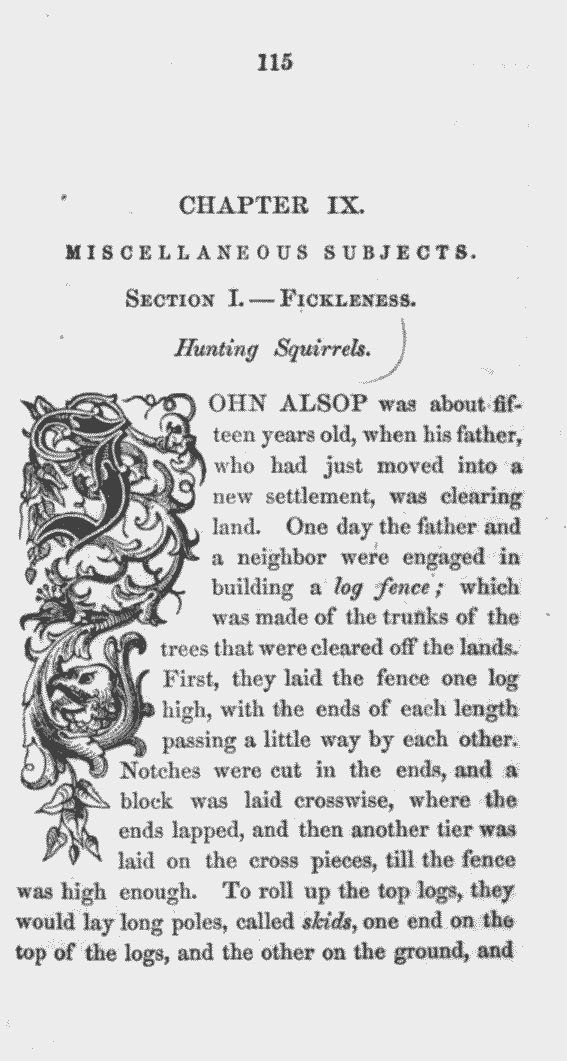 115
CHAPTER IX.
MISCELLANEOUS SUBJECTS.
SECTION I. — FICKLENESS.
Hunting Squirrels.
JOHN ALSOP was about fif-
teen years old, when his father,
who had just moved into a
new settlement, was clearing
land. One day the father and
a neighbor were engaged in
building a log fence; which
was made of the trunks of the
trees that were cleared off the lands.
First, they laid the fence one log
high, with the ends of each length
passing a little way by each other.
Notches were cut in the ends, and a
block was laid crosswise, where the
ends lapped, and then another tier was
laid on the cross pieces, till the fence
was high enough. To roll up the top logs, they
would lay long poles, called skids, one end on the
top of the logs, and the other on the ground, and